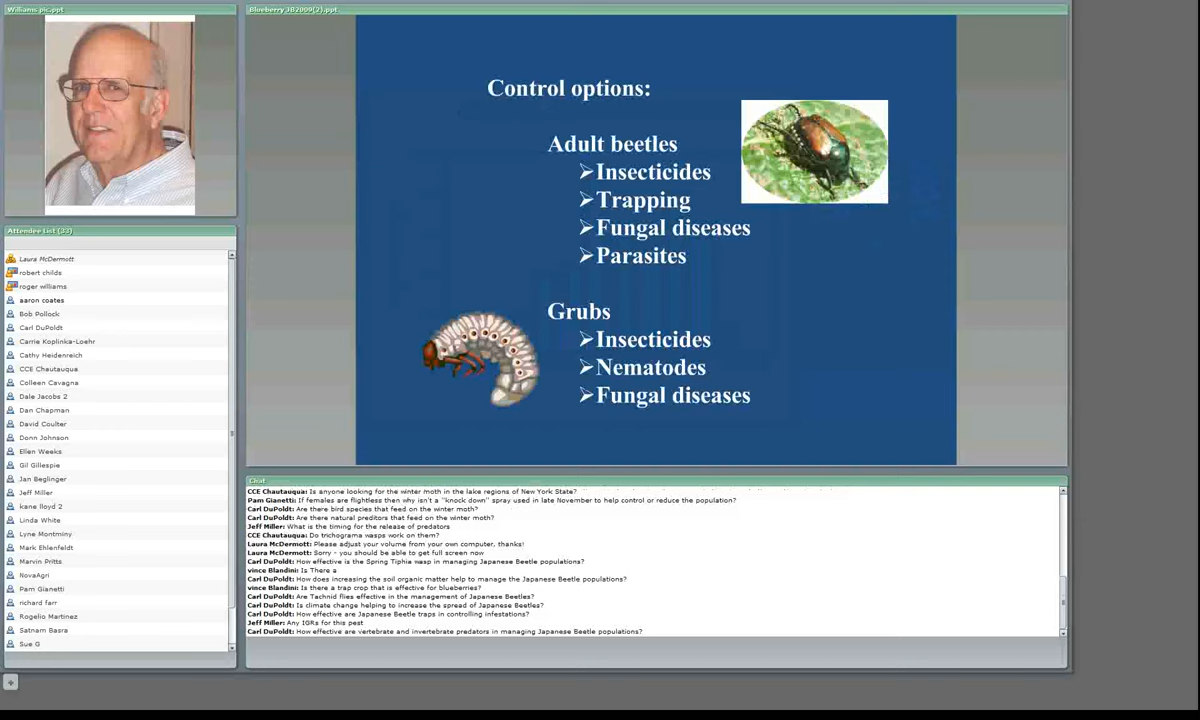 Williams pic.ppt
Attendee List (33)
Laura McDermott
robert childs
roger williams
aaron coates
Bob Pollock
Carl DuPoldt
Carrie Koplinka-Loehr
Cathy Heidenreich
CCE Chautauqua
Colleen Cavagna
Dale Jacobs 2
Dan Chapman
David Coulter
Donn Johnson
Ellen Weeks
Gil Gillespie
Jan Beglinger
Jeff Miller
kane lloyd 2
Linda White
Lyne Montminy
Mark Ehlenfeldt
Marvin Pritts
NovaAgri
Pam Gianetti
richard farr
Rogelio Martinez
Satnam Basra
Sue G
Blueberry JB2009[2].ppt
Control options:
Adult beetles
➢Insecticides
➢Trapping
➢Fungal diseases
➢Parasites
Grubs
➢Insecticides
➢Nematodes
➢Fungal diseases
Chat
CCE Chautauqua: Is anyone looking for the winter moth in the lake regions of New York State?
Pam Gianetti: If females are flightless then why isn't a "knock down" spray used in late November to help control or reduce the population?
Carl DuPoldt: Are there bird species that feed on the winter moth?
Carl DuPoldt: Are there natural preditors that feed on the winter moth?
Jeff Miller: What is the timing for the release of predators
CCE Chautauqua: Do trichograma wasps work on them?
Laura McDermott: Please adjust your volume from your own computer, thanks!
Laura McDermott: Sorry - you should be able to get full screen now
Carl DuPoldt: How effective is the Spring Tiphia wasp in managing Japanese Beetle populations?
vince Blandini: Is There a
Carl DuPoldt: How does increasing the soil organic matter help to manage the Japanese Beetle populations?
vince Blandini: Is there a trap crop that is effective for blueberries?
Carl DuPoldt: Are Tachnid flies effective in the management of Japanese Beetles?
Carl DuPoldt: Is climate change helping to increase the spread of Japanese Beetles?
Carl DuPoldt: How effective are Japanese Beetle traps in controlling infestations?
Jeff Miller: Any IGRs for this pest
Carl DuPoldt: How effective are vertebrate and invertebrate predators in managing Japanese Beetle populations?